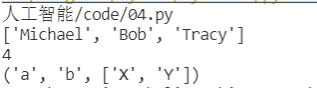 人工智能/code/04.py
['Michael', 'Bob', 'Tracy']
4
('a', 'b', ['X', 'Y'])